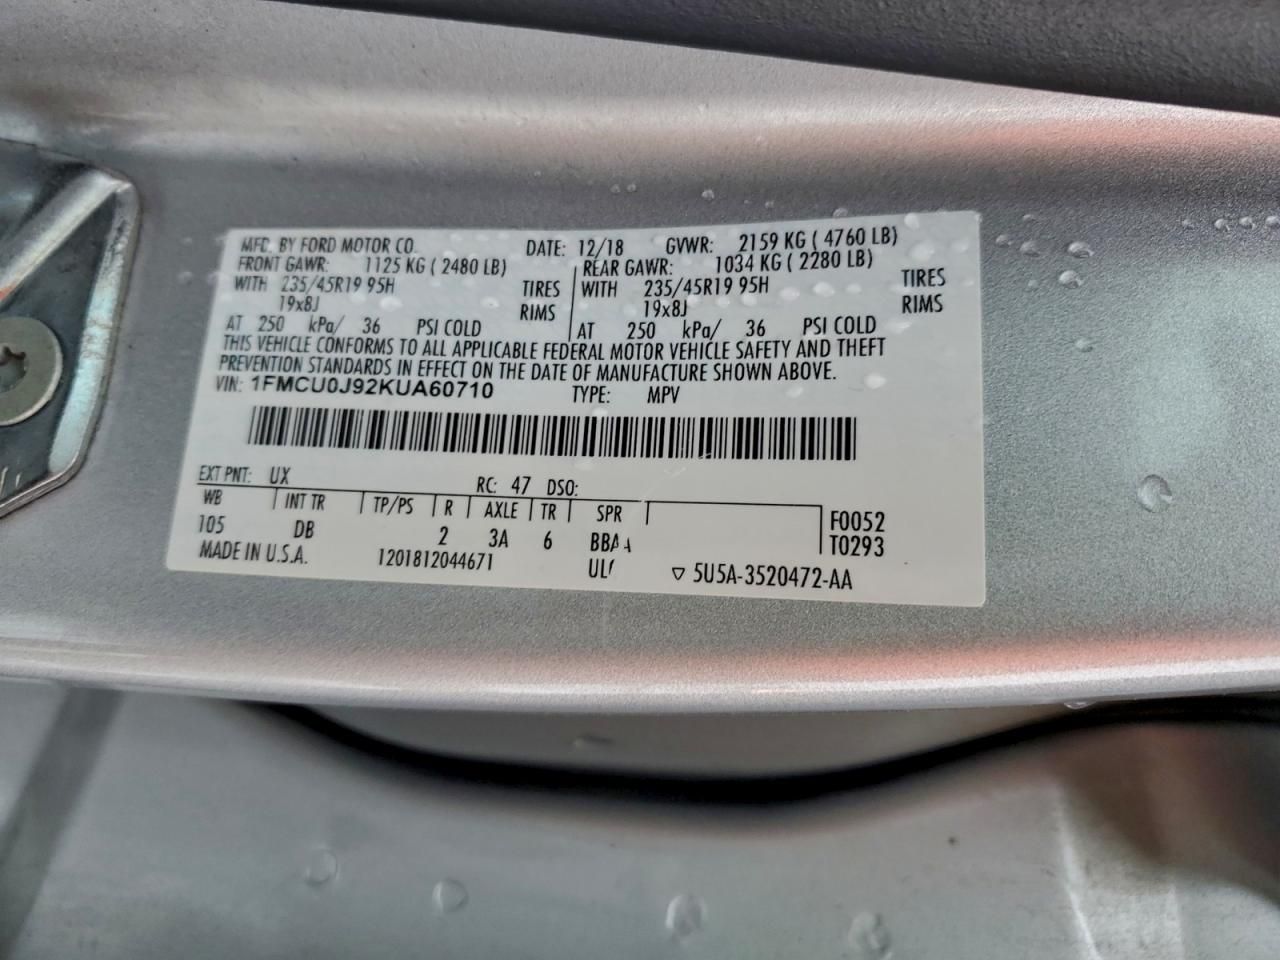 MFD. BY FORD MOTOR CO. DATE: 12/18 GVWR: 2159 KG ( 4760 LB)
FRONT GAWR: 1125 KG ( 2480 LB) REAR GAWR: 1034 KG ( 2280 LB)
WITH 235/45R19 95H TIRES WITH 235/45R19 95H TIRES
19x8J RIMS 19x8J RIMS
AT 250 kPa/ 36 PSI COLD AT 250 kPa/ 36 PSI COLD
THIS VEHICLE CONFORMS TO ALL APPLICABLE FEDERAL MOTOR VEHICLE SAFETY AND THEFT
PREVENTION STANDARDS IN EFFECT ON THE DATE OF MANUFACTURE SHOWN ABOVE.
VIN: 1FMCU0J92KUA60710 TYPE: MPV
EXT PNT: UX RC: 47 DSO:
WB INT TR TP/PS R AXLE TR SPR F0052
105 DB 2 3A 6 T0293
MADE IN U.S.A. 1201812044671 ▽ 5U5A-3520472-AA